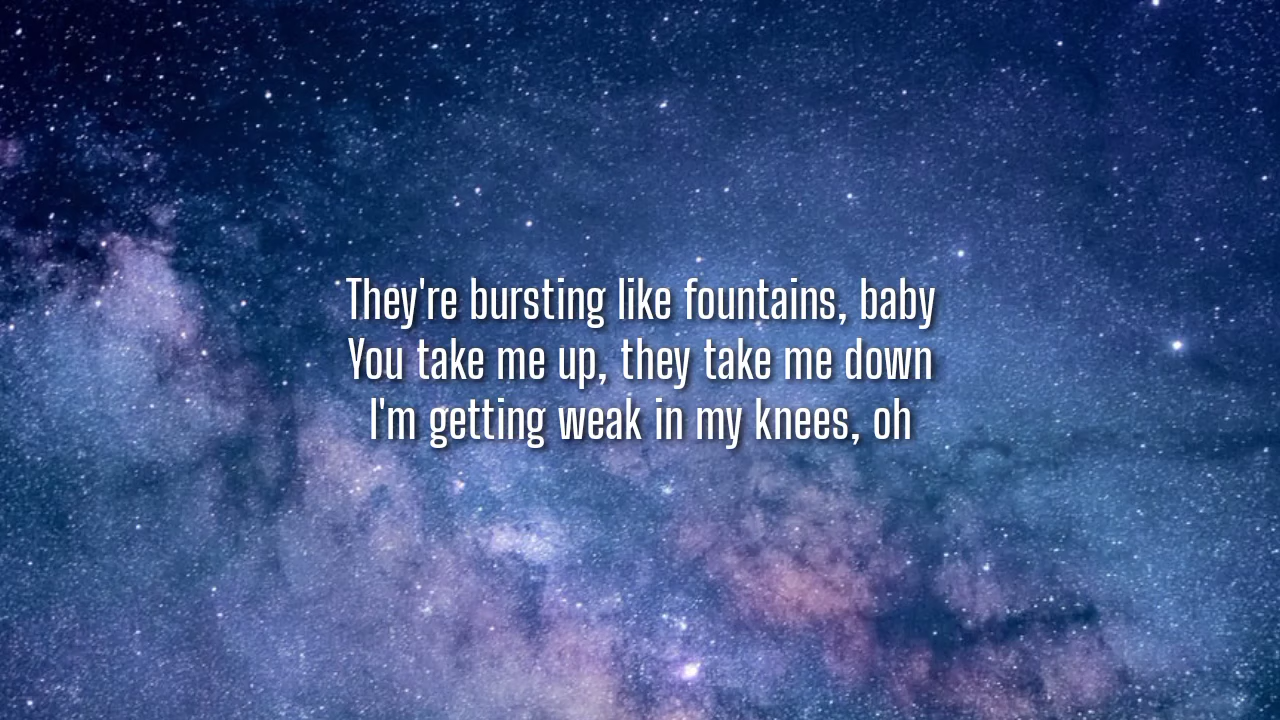 They're bursting like fountains, baby
You take me up, they take me down
I'm getting weak in my knees, oh